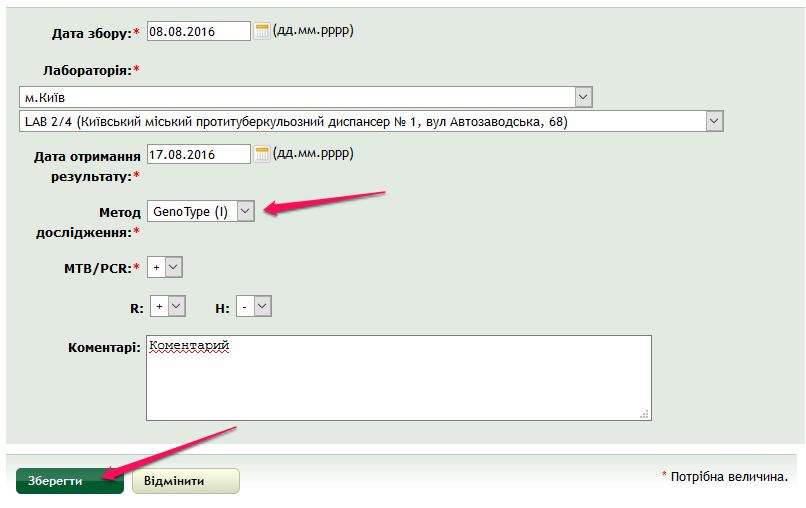 Дата збору:* 08.08.2016 (дд.мм.рррр)
Лабораторія:*
м.Київ
LAB 2/4 (Київський міський протитуберкульозний диспансер № 1, вул Автозаводська, 68)
Дата отримання результату:* 17.08.2016 (дд.мм.рррр)
Метод дослідження:* GenoType (I)
МТВ/PCR:* +
R: + H: -
Коментарі: Коментарий
Зберегти Відмінити * Потрібна величина.